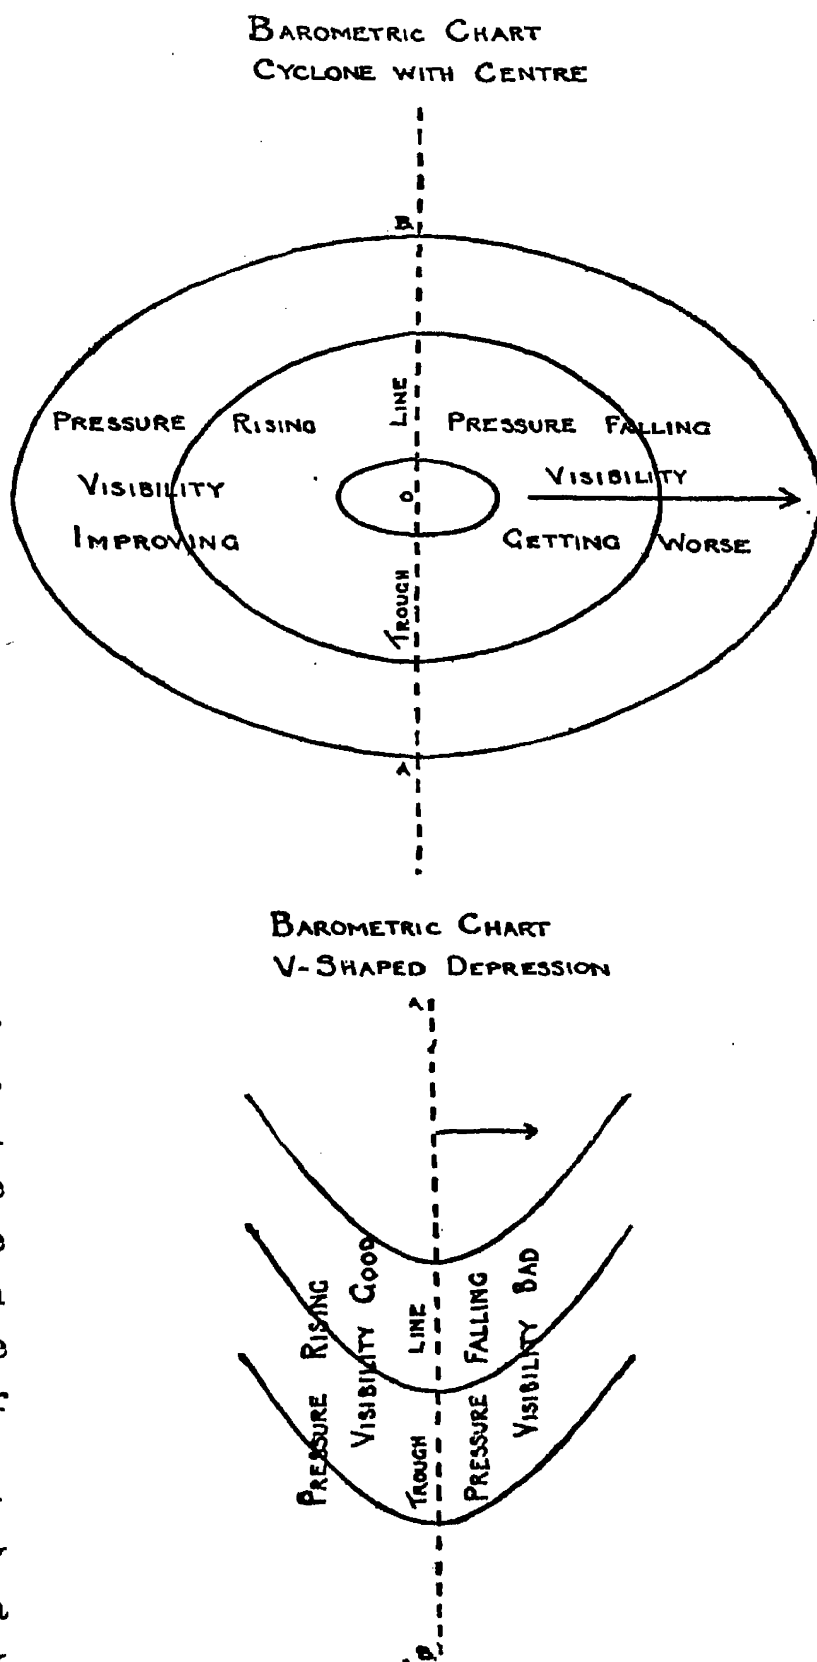 BAROMETRIC CHART
CYCLONE WITH CENTRE
B
PRESSURE RISING
VISIBILITY
IMPROVING
LINE
O
TROUGH
PRESSURE FALLING
VISIBILITY
GETTING WORSE
A
BAROMETRIC CHART
V-SHAPED DEPRESSION
A
PRESSURE RISING
VISIBILITY GOOD
TROUGH LINE
PRESSURE FALLING
VISIBILITY BAD
B